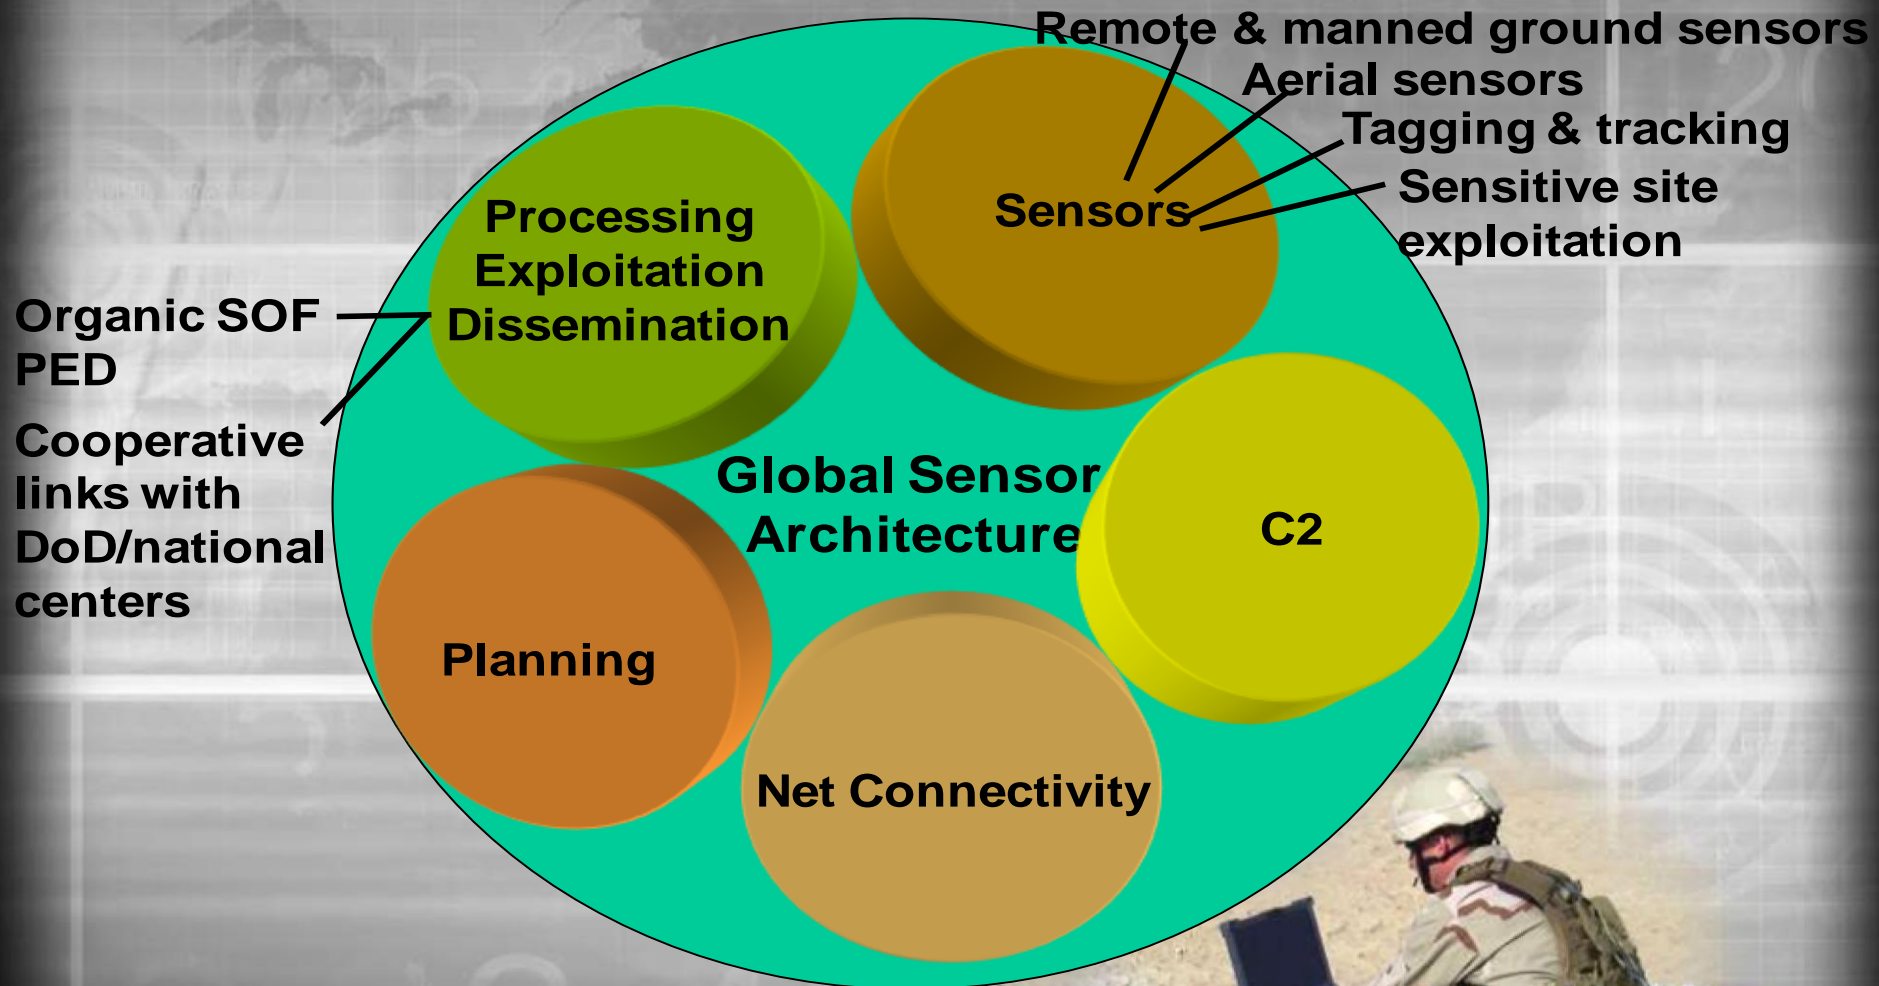 Remote & manned ground sensors
Aerial sensors
Tagging & tracking
Sensitive site
exploitation
Sensors
Processing
Exploitation
Dissemination
Organic SOF
PED
Cooperative
links with
DoD/national
centers
Global Sensor
Architecture
C2
Planning
Net Connectivity